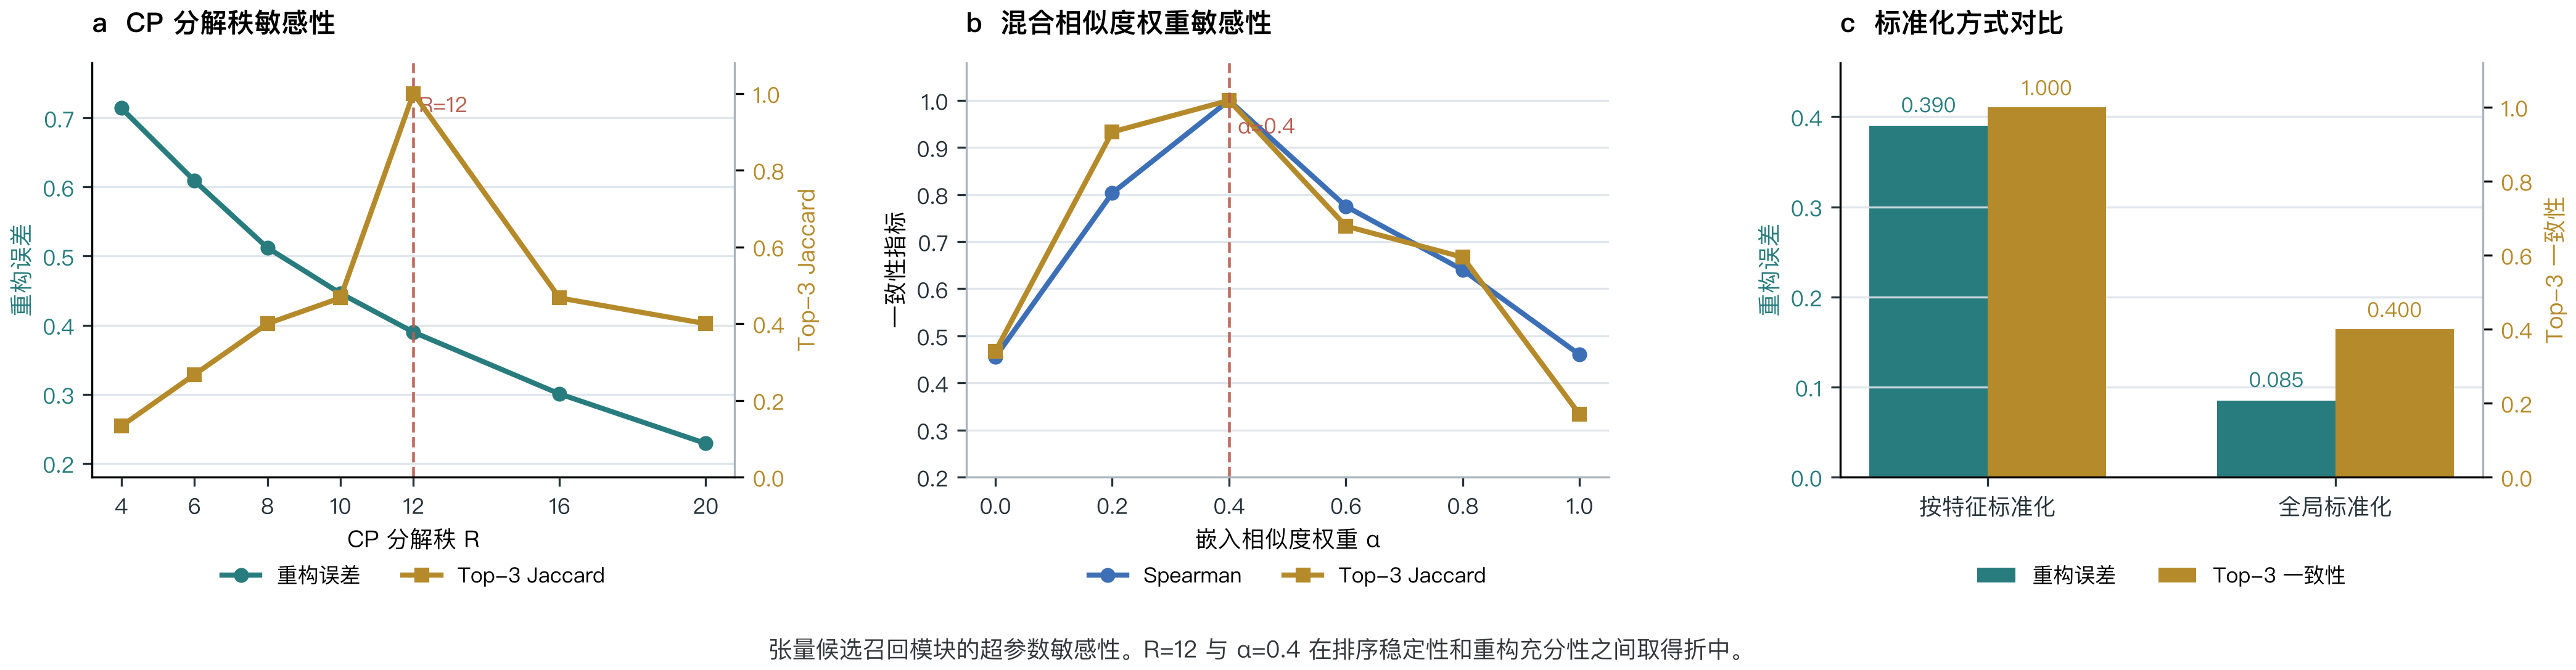 a CP 分解秩敏感性
0.7
0.6
0.5
0.4
0.3
0.2
重构误差
R=12
1.0
0.8
0.6
0.4
0.2
0.0
Top-3 Jaccard
4 6 8 10 12 16 20
CP 分解秩 R
重构误差 Top-3 Jaccard
b 混合相似度权重敏感性
1.0
0.9
0.8
0.7
0.6
0.5
0.4
0.3
0.2
一致性指标
α=0.4
0.0 0.2 0.4 0.6 0.8 1.0
嵌入相似度权重 α
Spearman Top-3 Jaccard
c 标准化方式对比
0.4
0.3
0.2
0.1
0.0
重构误差
0.390
1.000
0.085
0.400
1.0
0.8
0.6
0.4
0.2
0.0
Top-3 一致性
按特征标准化 全局标准化
重构误差 Top-3 一致性
张量候选召回模块的超参数敏感性。R=12 与 α=0.4 在排序稳定性和重构充分性之间取得折中。